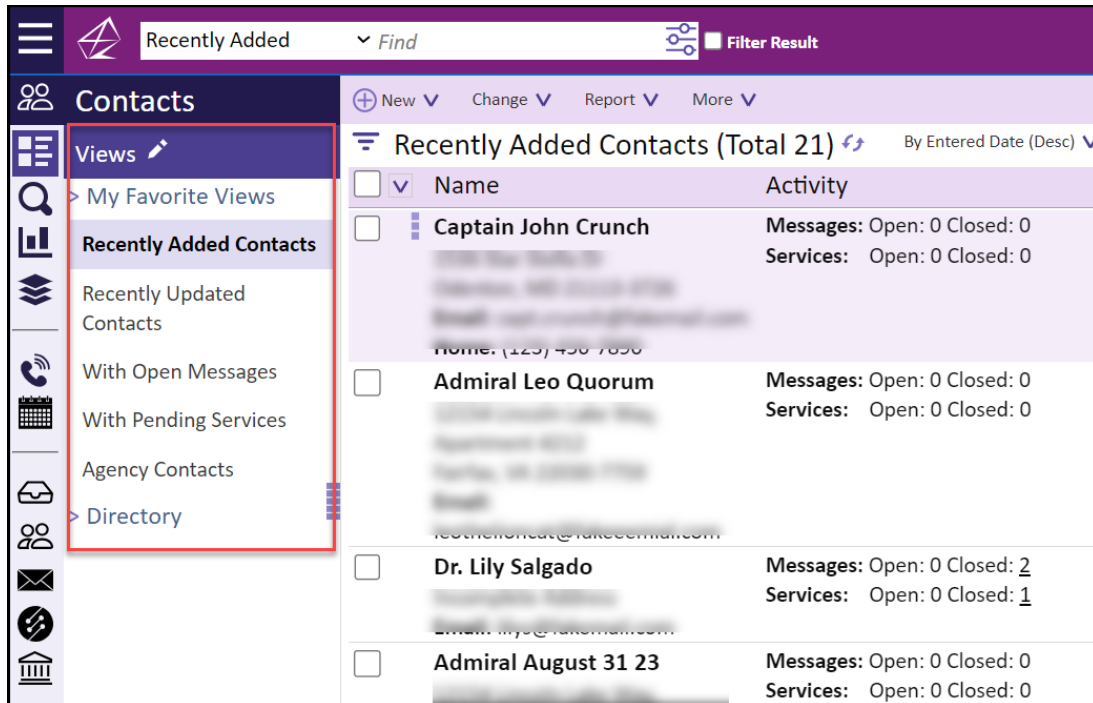 Recently Added
Find
Filter Result
Contacts
Views
> My Favorite Views
Recently Added Contacts
Recently Updated
Contacts
With Open Messages
With Pending Services
Agency Contacts
> Directory
New
Change
Report
More
Recently Added Contacts (Total 21)
By Entered Date (Desc)
Name
Activity
Captain John Crunch
Messages: Open: 0 Closed: 0
Services: Open: 0 Closed: 0
Admiral Leo Quorum
Messages: Open: 0 Closed: 0
Services: Open: 0 Closed: 0
Dr. Lily Salgado
Messages: Open: 0 Closed: 2
Services: Open: 0 Closed: 1
Admiral August 31 23
Messages: Open: 0 Closed: 0
Services: Open: 0 Closed: 0